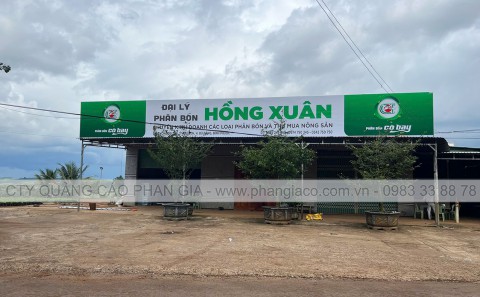 ĐẠI LÝ
PHÂN BÓN
HỒNG XUÂN
CHUYÊN KINH DOANH CÁC LOẠI PHÂN BÓN VÀ THU MUA NÔNG SẢN
PHÂN BÓN CÒ BAY
PHÂN BÓN CÒ BAY
CTY QUẢNG CÁO PHAN GIA - www.phangiaco.vn - 0983 33 88 78